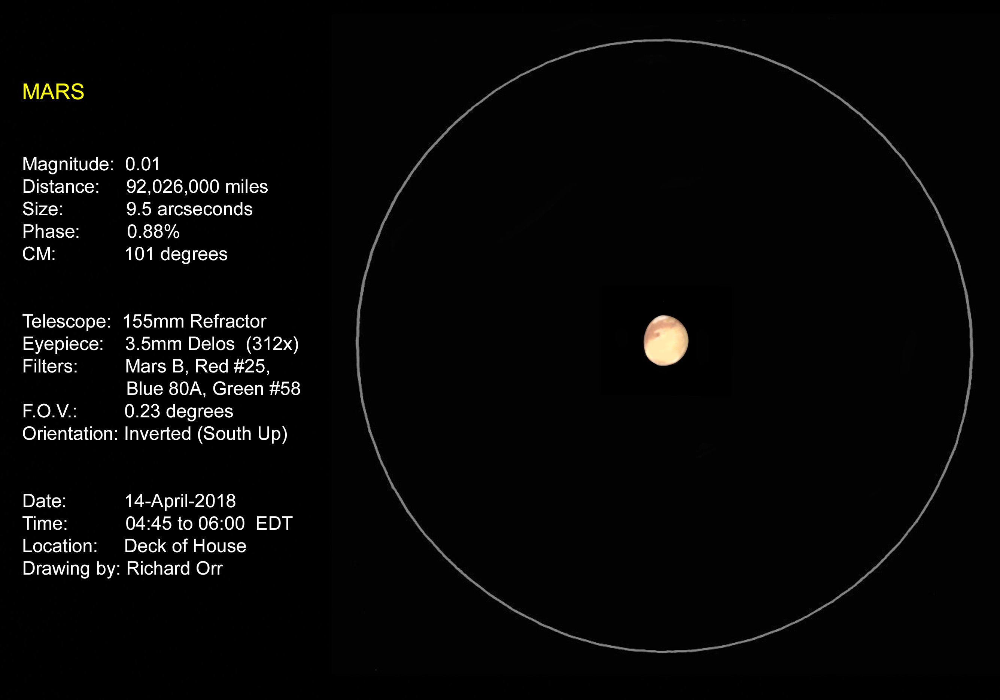 MARS
Magnitude: 0.01
Distance: 92,026,000 miles
Size: 9.5 arcseconds
Phase: 0.88%
CM: 101 degrees
Telescope: 155mm Refractor
Eyepiece: 3.5mm Delos (312x)
Filters: Mars B, Red #25,
Blue 80A, Green #58
F.O.V.: 0.23 degrees
Orientation: Inverted (South Up)
Date: 14-April-2018
Time: 04:45 to 06:00 EDT
Location: Deck of House
Drawing by: Richard Orr